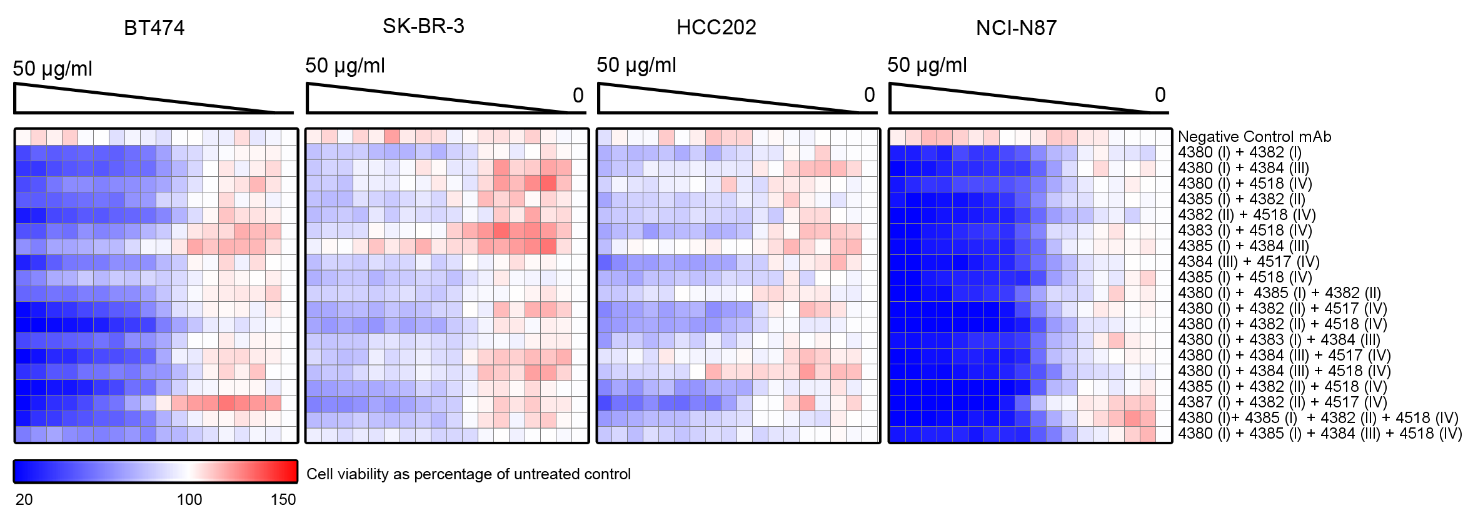 BT474 SK-BR-3 HCC202 NCI-N87
50 µg/ml 50 µg/ml 50 µg/ml 50 µg/ml
0 0 0
Negative Control mAb
4380 (I) + 4382 (I)
4380 (I) + 4384 (III)
4380 (I) + 4518 (IV)
4385 (I) + 4382 (II)
4382 (II) + 4518 (IV)
4383 (I) + 4518 (IV)
4385 (I) + 4384 (III)
4384 (III) + 4517 (IV)
4385 (I) + 4518 (IV)
4380 (I) + 4385 (I) + 4382 (II)
4380 (I) + 4382 (II) + 4517 (IV)
4380 (I) + 4382 (II) + 4518 (IV)
4380 (I) + 4383 (I) + 4384 (III)
4380 (I) + 4384 (III) + 4517 (IV)
4380 (I) + 4384 (III) + 4518 (IV)
4385 (I) + 4382 (II) + 4518 (IV)
4387 (I) + 4382 (II) + 4517 (IV)
4380 (I)+ 4385 (I) + 4382 (II) + 4518 (IV)
4380 (I) + 4385 (I) + 4384 (III) + 4518 (IV)
Cell viability as percentage of untreated control
20 100 150